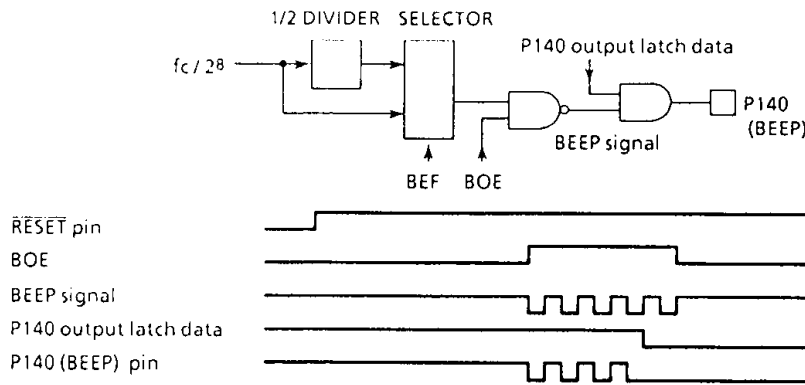 1/2 DIVIDER SELECTOR
P140 output latch data
fc / 2⁸
P140
(BEEP)
BEEP signal
BEF BOE
RESET pin
BOE
BEEP signal
P140 output latch data
P140 (BEEP) pin